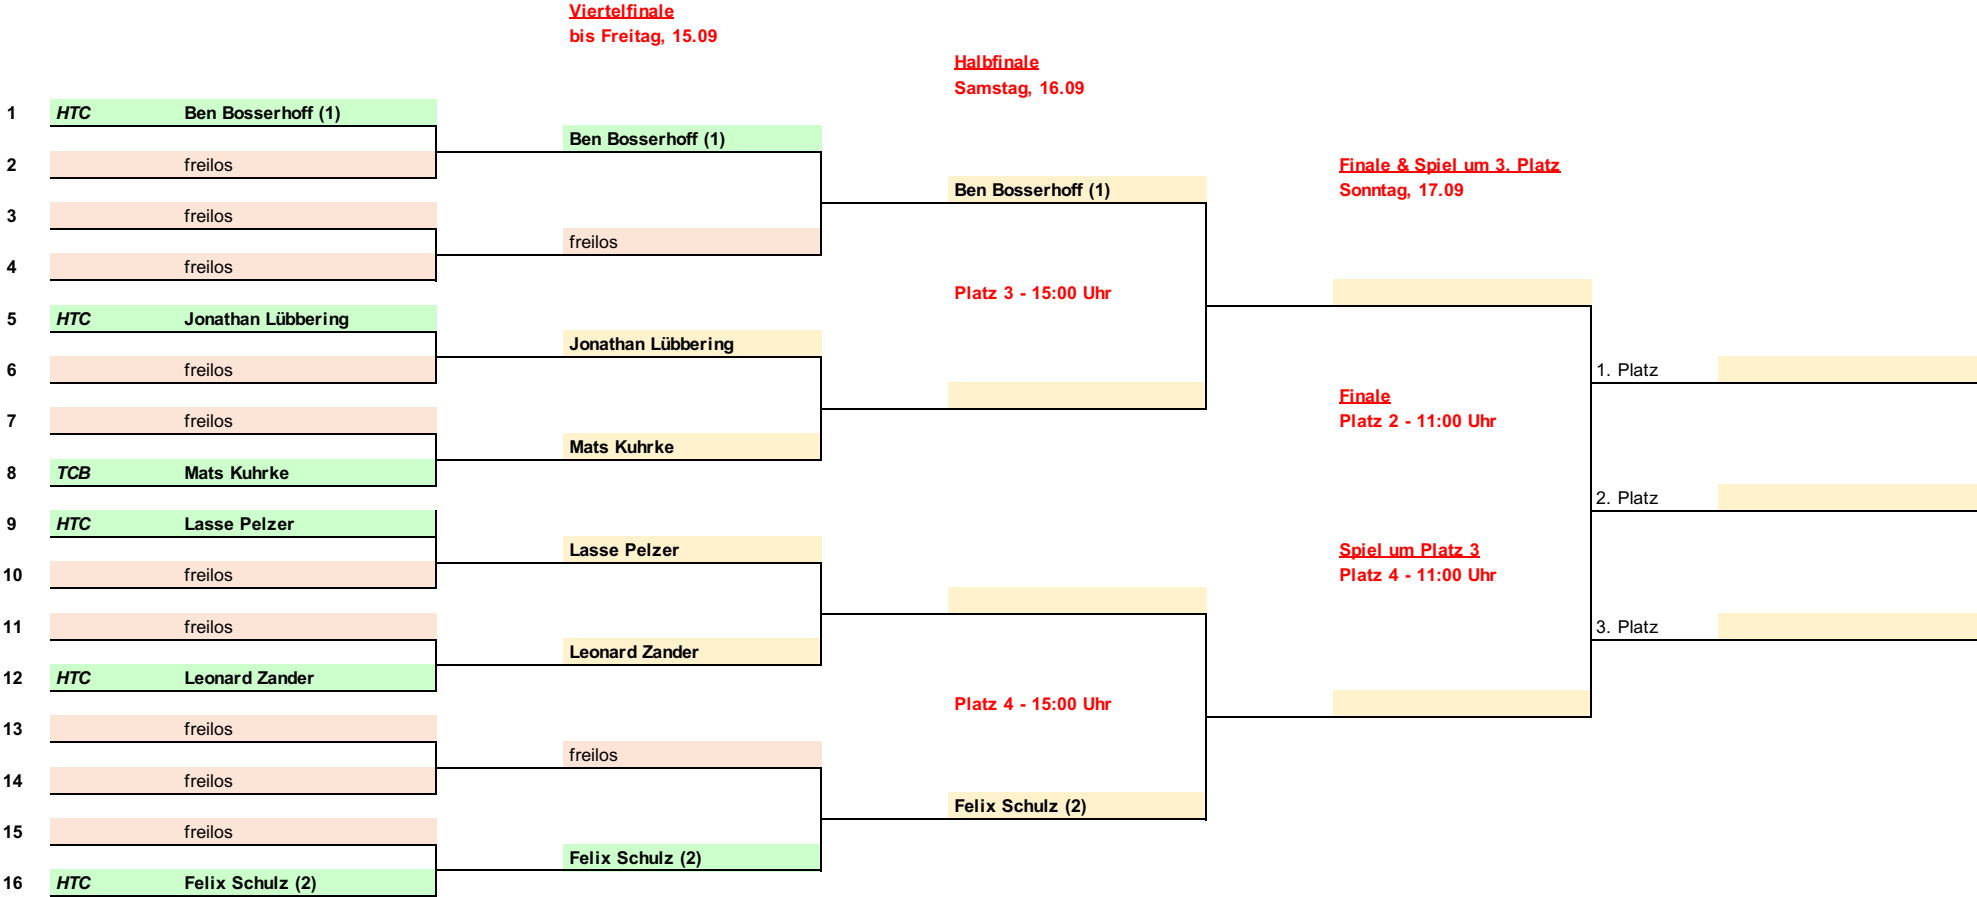 Viertelfinale
bis Freitag, 15.09
Halbfinale
Samstag, 16.09
1 HTC Ben Bosserhoff (1)
Ben Bosserhoff (1)
2 freilos
Finale & Spiel um 3. Platz
Ben Bosserhoff (1)
Sonntag, 17.09
3 freilos
freilos
4 freilos
Platz 3 - 15:00 Uhr
5 HTC Jonathan Lübbering
Jonathan Lübbering
6 freilos
1. Platz
Finale
7 freilos
Platz 2 - 11:00 Uhr
Mats Kuhrke
8 TCB Mats Kuhrke
2. Platz
9 HTC Lasse Pelzer
Lasse Pelzer
Spiel um Platz 3
10 freilos
Platz 4 - 11:00 Uhr
11 freilos
3. Platz
Leonard Zander
12 HTC Leonard Zander
Platz 4 - 15:00 Uhr
13 freilos
freilos
14 freilos
Felix Schulz (2)
15 freilos
Felix Schulz (2)
16 HTC Felix Schulz (2)